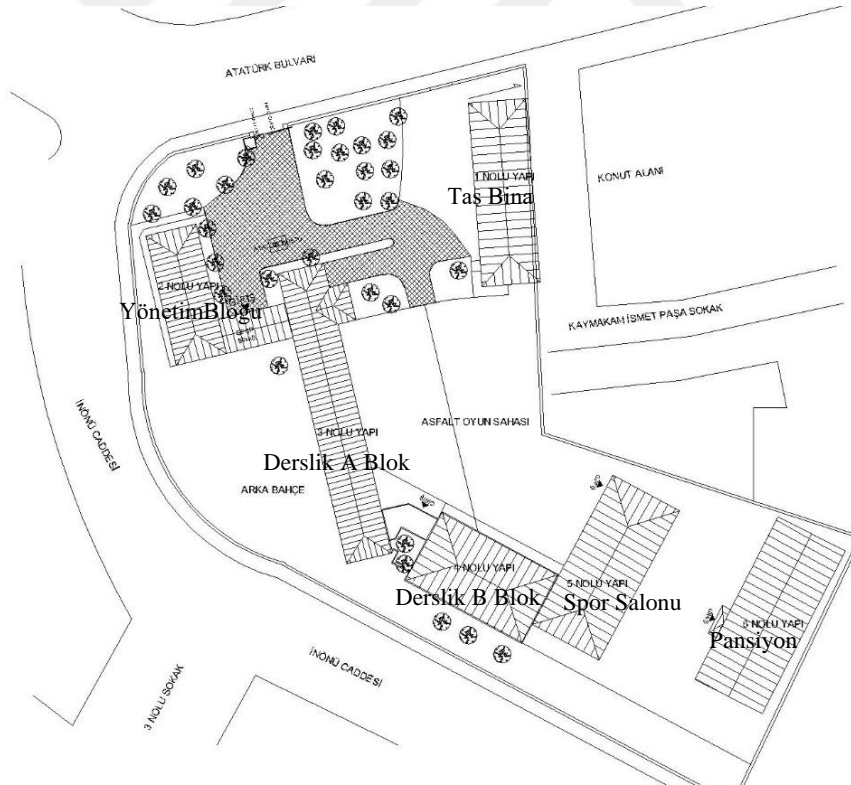 ATATÜRK BULVARI
1 NOLU YAPI
Tas Bina
KONUT ALANI
2 NOLU YAPI
YönetimBloğu
KAYMAKAM İSMET PAŞA SOKAK
İNÖNÜ CADDESİ
ASFALT OYUN SAHASI
3 NOLU YAPI
Derslik A Blok
ARKA BAHÇE
4 NOLU YAPI
Derslik B Blok
5 NOLU YAPI
Spor Salonu
6 NOLU YAPI
Pansiyon
İNÖNÜ CADDESİ
3 NOLU SOKAK